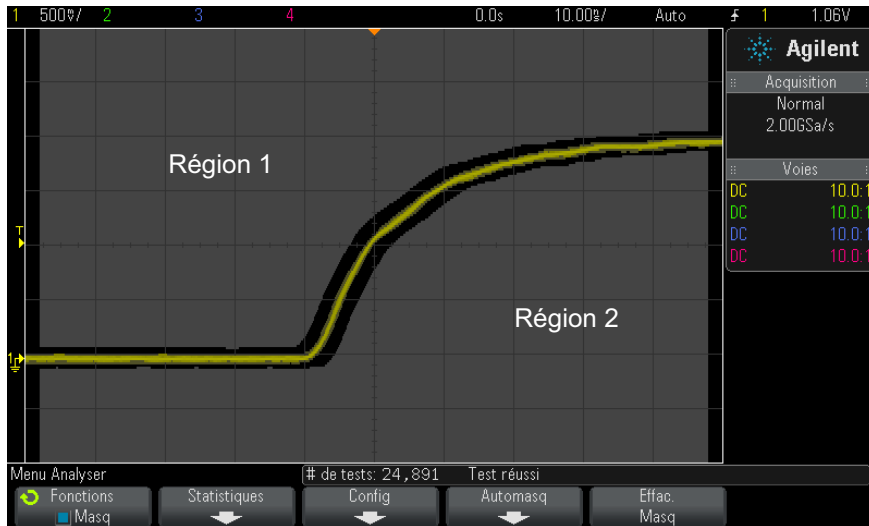 1 500⁠mV/ 2 3 4 0.0s 10.00ns/ Auto 1 1.06V
Agilent
Acquisition
Normal
2.00GSa/s
Voies
DC 10.0:1
DC 10.0:1
DC 10.0:1
DC 10.0:1
Région 1
T
Région 2
1
Menu Analyser # de tests: 24,891 Test réussi
Fonctions Statistiques Config Automasq Effac.
Masq Masq